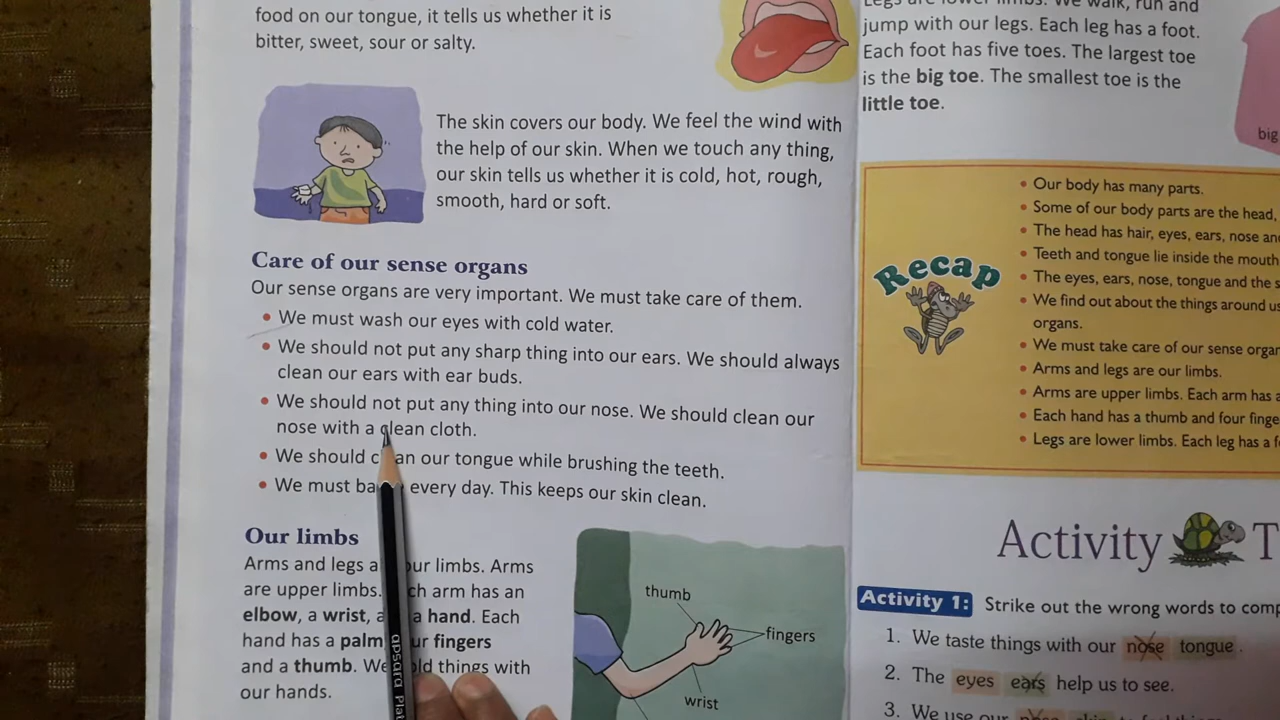 food on our tongue, it tells us whether it is
bitter, sweet, sour or salty.
The skin covers our body. We feel the wind with
the help of our skin. When we touch any thing,
our skin tells us whether it is cold, hot, rough,
smooth, hard or soft.
Care of our sense organs
Our sense organs are very important. We must take care of them.
• We must wash our eyes with cold water.
• We should not put any sharp thing into our ears. We should always
clean our ears with ear buds.
• We should not put any thing into our nose. We should clean our
nose with a clean cloth.
• We should clean our tongue while brushing the teeth.
• We must every day. This keeps our skin clean.
Our limbs
Arms and legs our limbs. Arms
are upper limbs. arm has an
elbow, a wrist, a hand. Each
hand has a palm, fingers
and a thumb. We things with
our hands.
thumb
fingers
wrist
apsara
Legs are lower limbs. We walk, run and
jump with our legs. Each leg has a foot.
Each foot has five toes. The largest toe
is the big toe. The smallest toe is the
little toe.
big
Recap
• Our body has many parts.
• Some of our body parts are the head,
• The head has hair, eyes, ears, nose
• Teeth and tongue lie inside the mouth
• The eyes, ears, nose, tongue and the
• We find out about the things around us
organs.
• We must take care of our sense
• Arms and legs are our limbs.
• Arms are upper limbs. Each arm has
• Each hand has a thumb and four
• Legs are lower limbs. Each leg has a
Activity
Activity 1: Strike out the wrong words to
1. We taste things with our nose tongue.
2. The eyes ears help us to see.
3. We use our